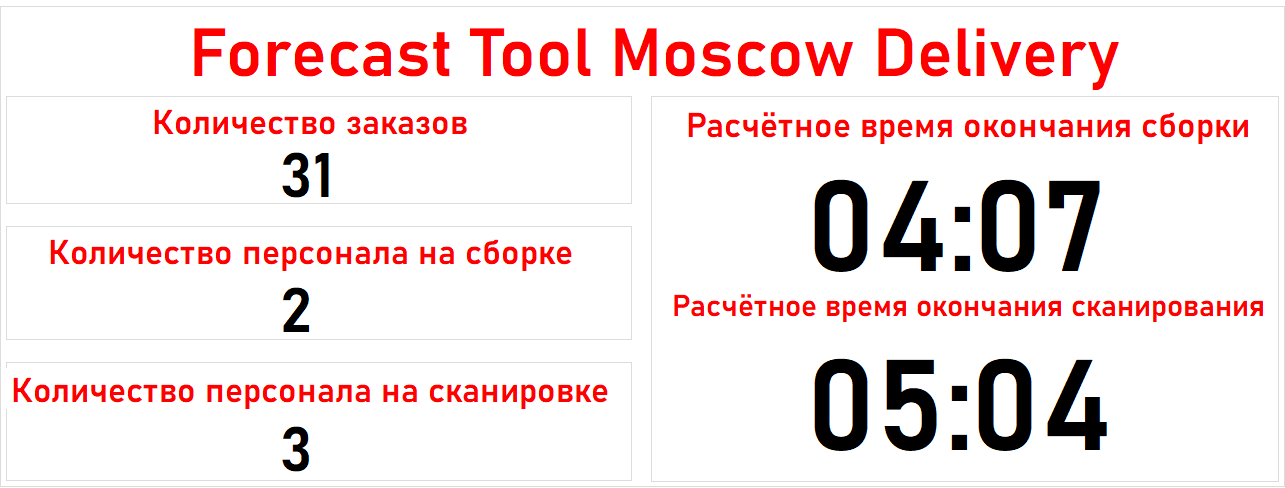 Forecast Tool Moscow Delivery
Количество заказов
31
Количество персонала на сборке
2
Количество персонала на сканировке
3
Расчётное время окончания сборки
04:07
Расчётное время окончания сканирования
05:04